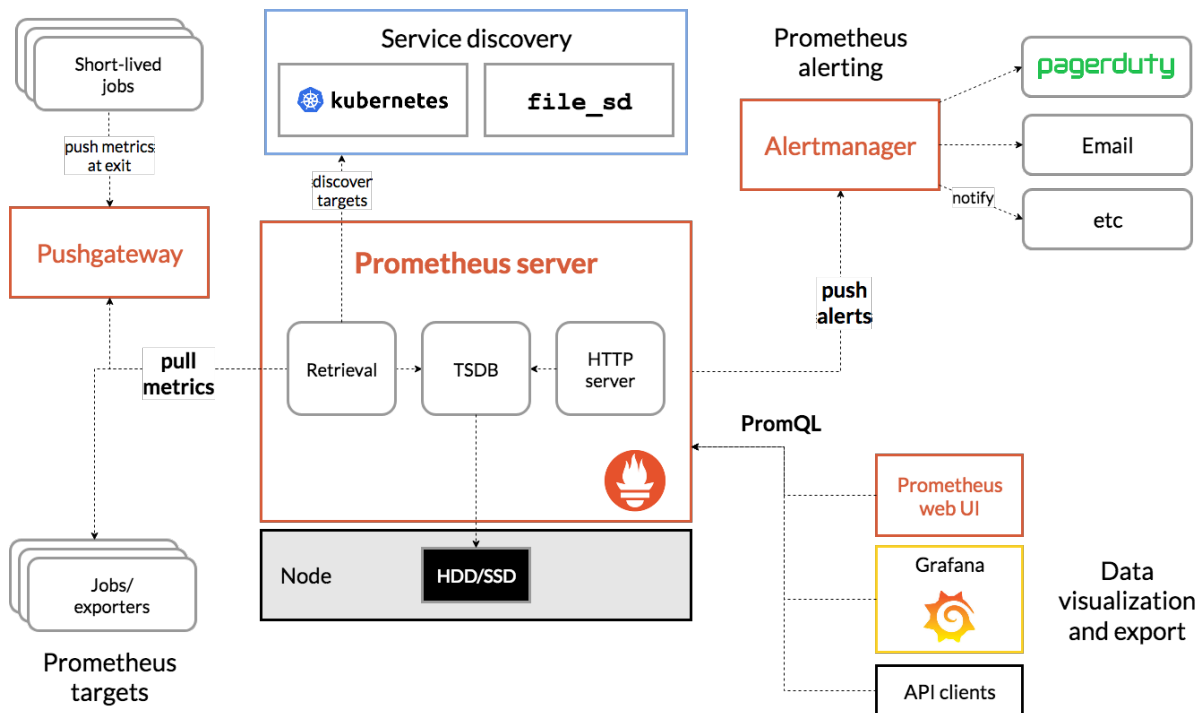 Short-lived
jobs
push metrics
at exit
Pushgateway
pull
metrics
Jobs/
exporters
Prometheus
targets
Service discovery
kubernetes
file_sd
discover
targets
Prometheus server
Retrieval
TSDB
HTTP
server
Node
HDD/SSD
Prometheus
alerting
Alertmanager
pagerduty
Email
notify
etc
push
alerts
PromQL
Prometheus
web UI
Grafana
API clients
Data
visualization
and export